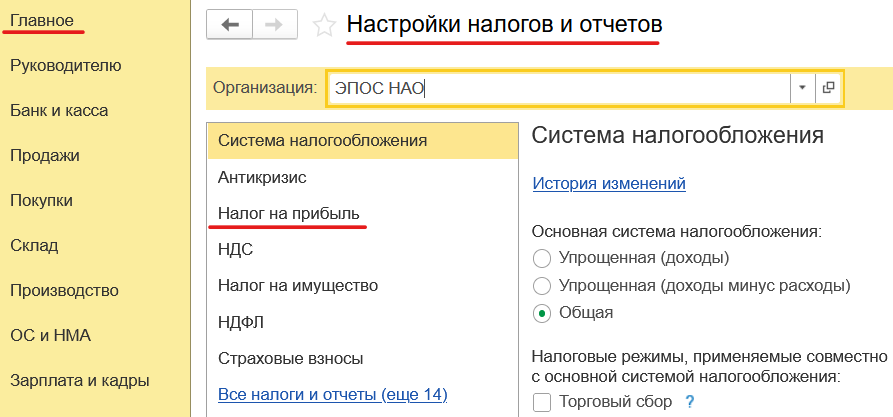 Главное
Руководителю
Банк и касса
Продажи
Покупки
Склад
Производство
ОС и НМА
Зарплата и кадры
Настройки налогов и отчетов
Организация: ЭПОС НАО
Система налогообложения
Антикризис
Налог на прибыль
НДС
Налог на имущество
НДФЛ
Страховые взносы
Все налоги и отчеты (еще 14)
Система налогообложения
История изменений
Основная система налогообложения:
Упрощенная (доходы)
Упрощенная (доходы минус расходы)
Общая
Налоговые режимы, применяемые совместно
с основной системой налогообложения:
Торговый сбор ?